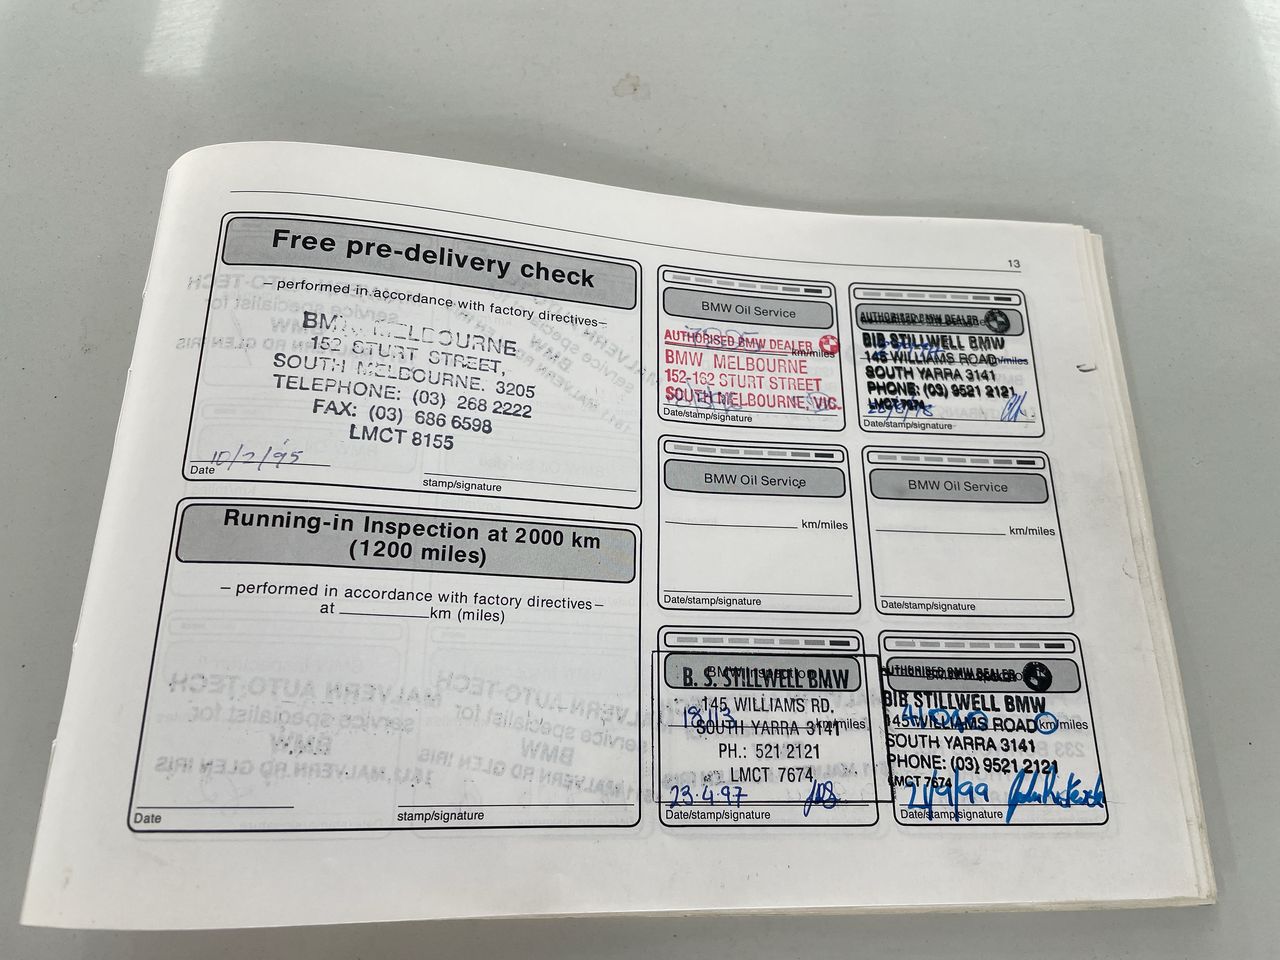 13
Free pre-delivery check
– performed in accordance with factory directives–
BMW MELBOURNE
152 STURT STREET,
SOUTH MELBOURNE. 3205
TELEPHONE: (03) 268 2222
FAX: (03) 686 6598
LMCT 8155
10/2/95
Date
stamp/signature
Running-in Inspection at 2000 km
(1200 miles)
– performed in accordance with factory directives–
at km (miles)
Date
stamp/signature
BMW Oil Service
AUTHORISED BMW DEALER
km/miles
BMW MELBOURNE
152-162 STURT STREET
SOUTH MELBOURNE, VIC.
Date/stamp/signature
AUTHORISED BMW DEALER
BIB STILLWELL BMW
145 WILLIAMS ROAD km/miles
SOUTH YARRA 3141
PHONE: (03) 9521 2121
LMCT 7674
Date/stamp/signature
BMW Oil Service
km/miles
Date/stamp/signature
BMW Oil Service
km/miles
Date/stamp/signature
BMW Inspection
B. S. STILLWELL BMW
145 WILLIAMS RD,
km/miles
SOUTH YARRA 3141
PH.: 521 2121
LMCT 7674
23.4.97
Date/stamp/signature
AUTHORISED BMW DEALER
BIB STILLWELL BMW
145 WILLIAMS ROAD km/miles
SOUTH YARRA 3141
PHONE: (03) 9521 2121
LMCT 7674
21/9/99
Date/stamp/signature